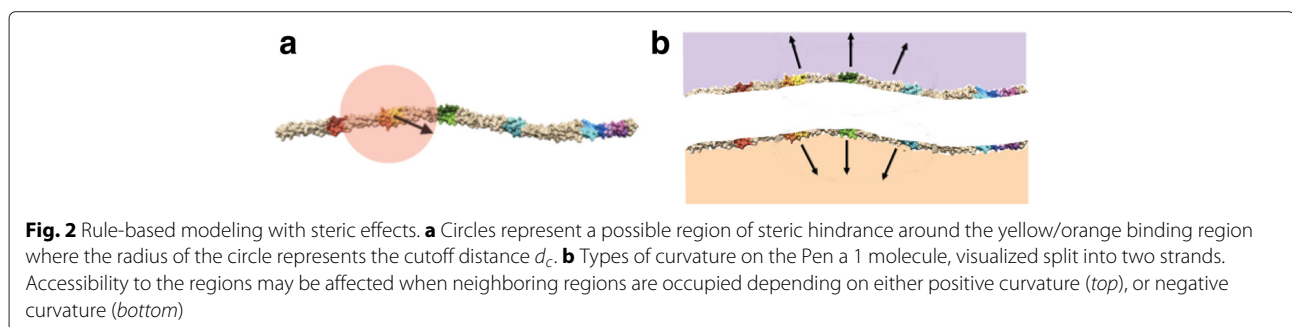 a
b
Fig. 2 Rule-based modeling with steric effects. a Circles represent a possible region of steric hindrance around the yellow/orange binding region
where the radius of the circle represents the cutoff distance dc. b Types of curvature on the Pen a 1 molecule, visualized split into two strands.
Accessibility to the regions may be affected when neighboring regions are occupied depending on either positive curvature (top), or negative
curvature (bottom)